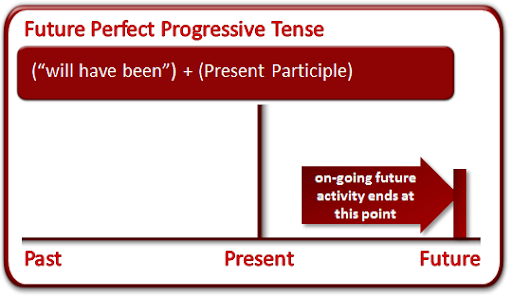 Future Perfect Progressive Tense
(“will have been”) + (Present Participle)
on-going future
activity ends at
this point
Past Present Future